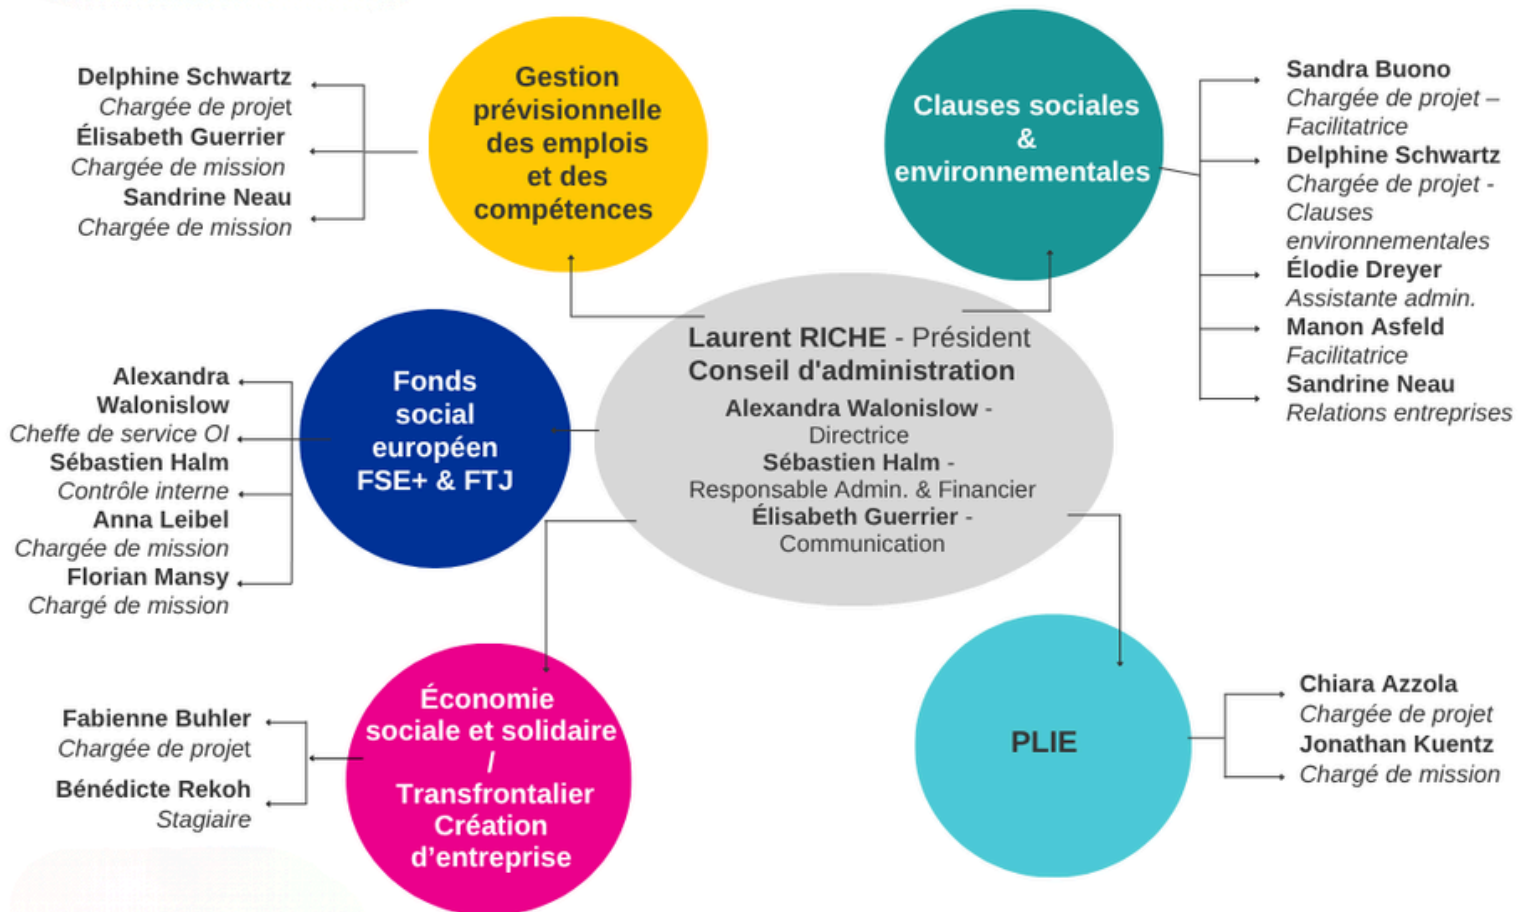 Delphine Schwartz
Chargée de projet
Élisabeth Guerrier
Chargée de mission
Sandrine Neau
Chargée de mission
Gestion
prévisionnelle
des emplois
et des
compétences
Clauses sociales
&
environnementales
Sandra Buono
Chargée de projet –
Facilitatrice
Delphine Schwartz
Chargée de projet -
Clauses
environnementales
Élodie Dreyer
Assistante admin.
Manon Asfeld
Facilitatrice
Sandrine Neau
Relations entreprises
Laurent RICHE - Président
Conseil d'administration
Alexandra Walonislow -
Directrice
Sébastien Halm -
Responsable Admin. & Financier
Élisabeth Guerrier -
Communication
Alexandra
Walonislow
Cheffe de service OI
Sébastien Halm
Contrôle interne
Anna Leibel
Chargée de mission
Florian Mansy
Chargé de mission
Fonds
social
européen
FSE+ & FTJ
Fabienne Buhler
Chargée de projet
Bénédicte Rekoh
Stagiaire
Économie
sociale et solidaire
/
Transfrontalier
Création
d’entreprise
PLIE
Chiara Azzola
Chargée de projet
Jonathan Kuentz
Chargé de mission